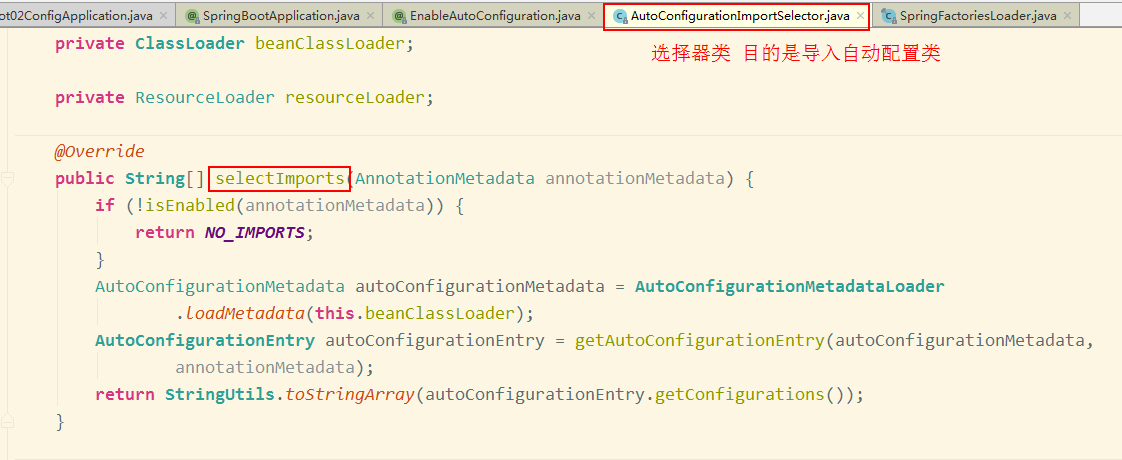 ot02ConfigApplication.java × SpringBootApplication.java × EnableAutoConfiguration.java × AutoConfigurationImportSelector.java × SpringFactoriesLoader.java ×
private ClassLoader beanClassLoader;
选择器类 目的是导入自动配置类
private ResourceLoader resourceLoader;
@Override
public String[] selectImports(AnnotationMetadata annotationMetadata) {
if (!isEnabled(annotationMetadata)) {
return NO_IMPORTS;
}
AutoConfigurationMetadata autoConfigurationMetadata = AutoConfigurationMetadataLoader
.loadMetadata(this.beanClassLoader);
AutoConfigurationEntry autoConfigurationEntry = getAutoConfigurationEntry(autoConfigurationMetadata,
annotationMetadata);
return StringUtils.toStringArray(autoConfigurationEntry.getConfigurations());
}